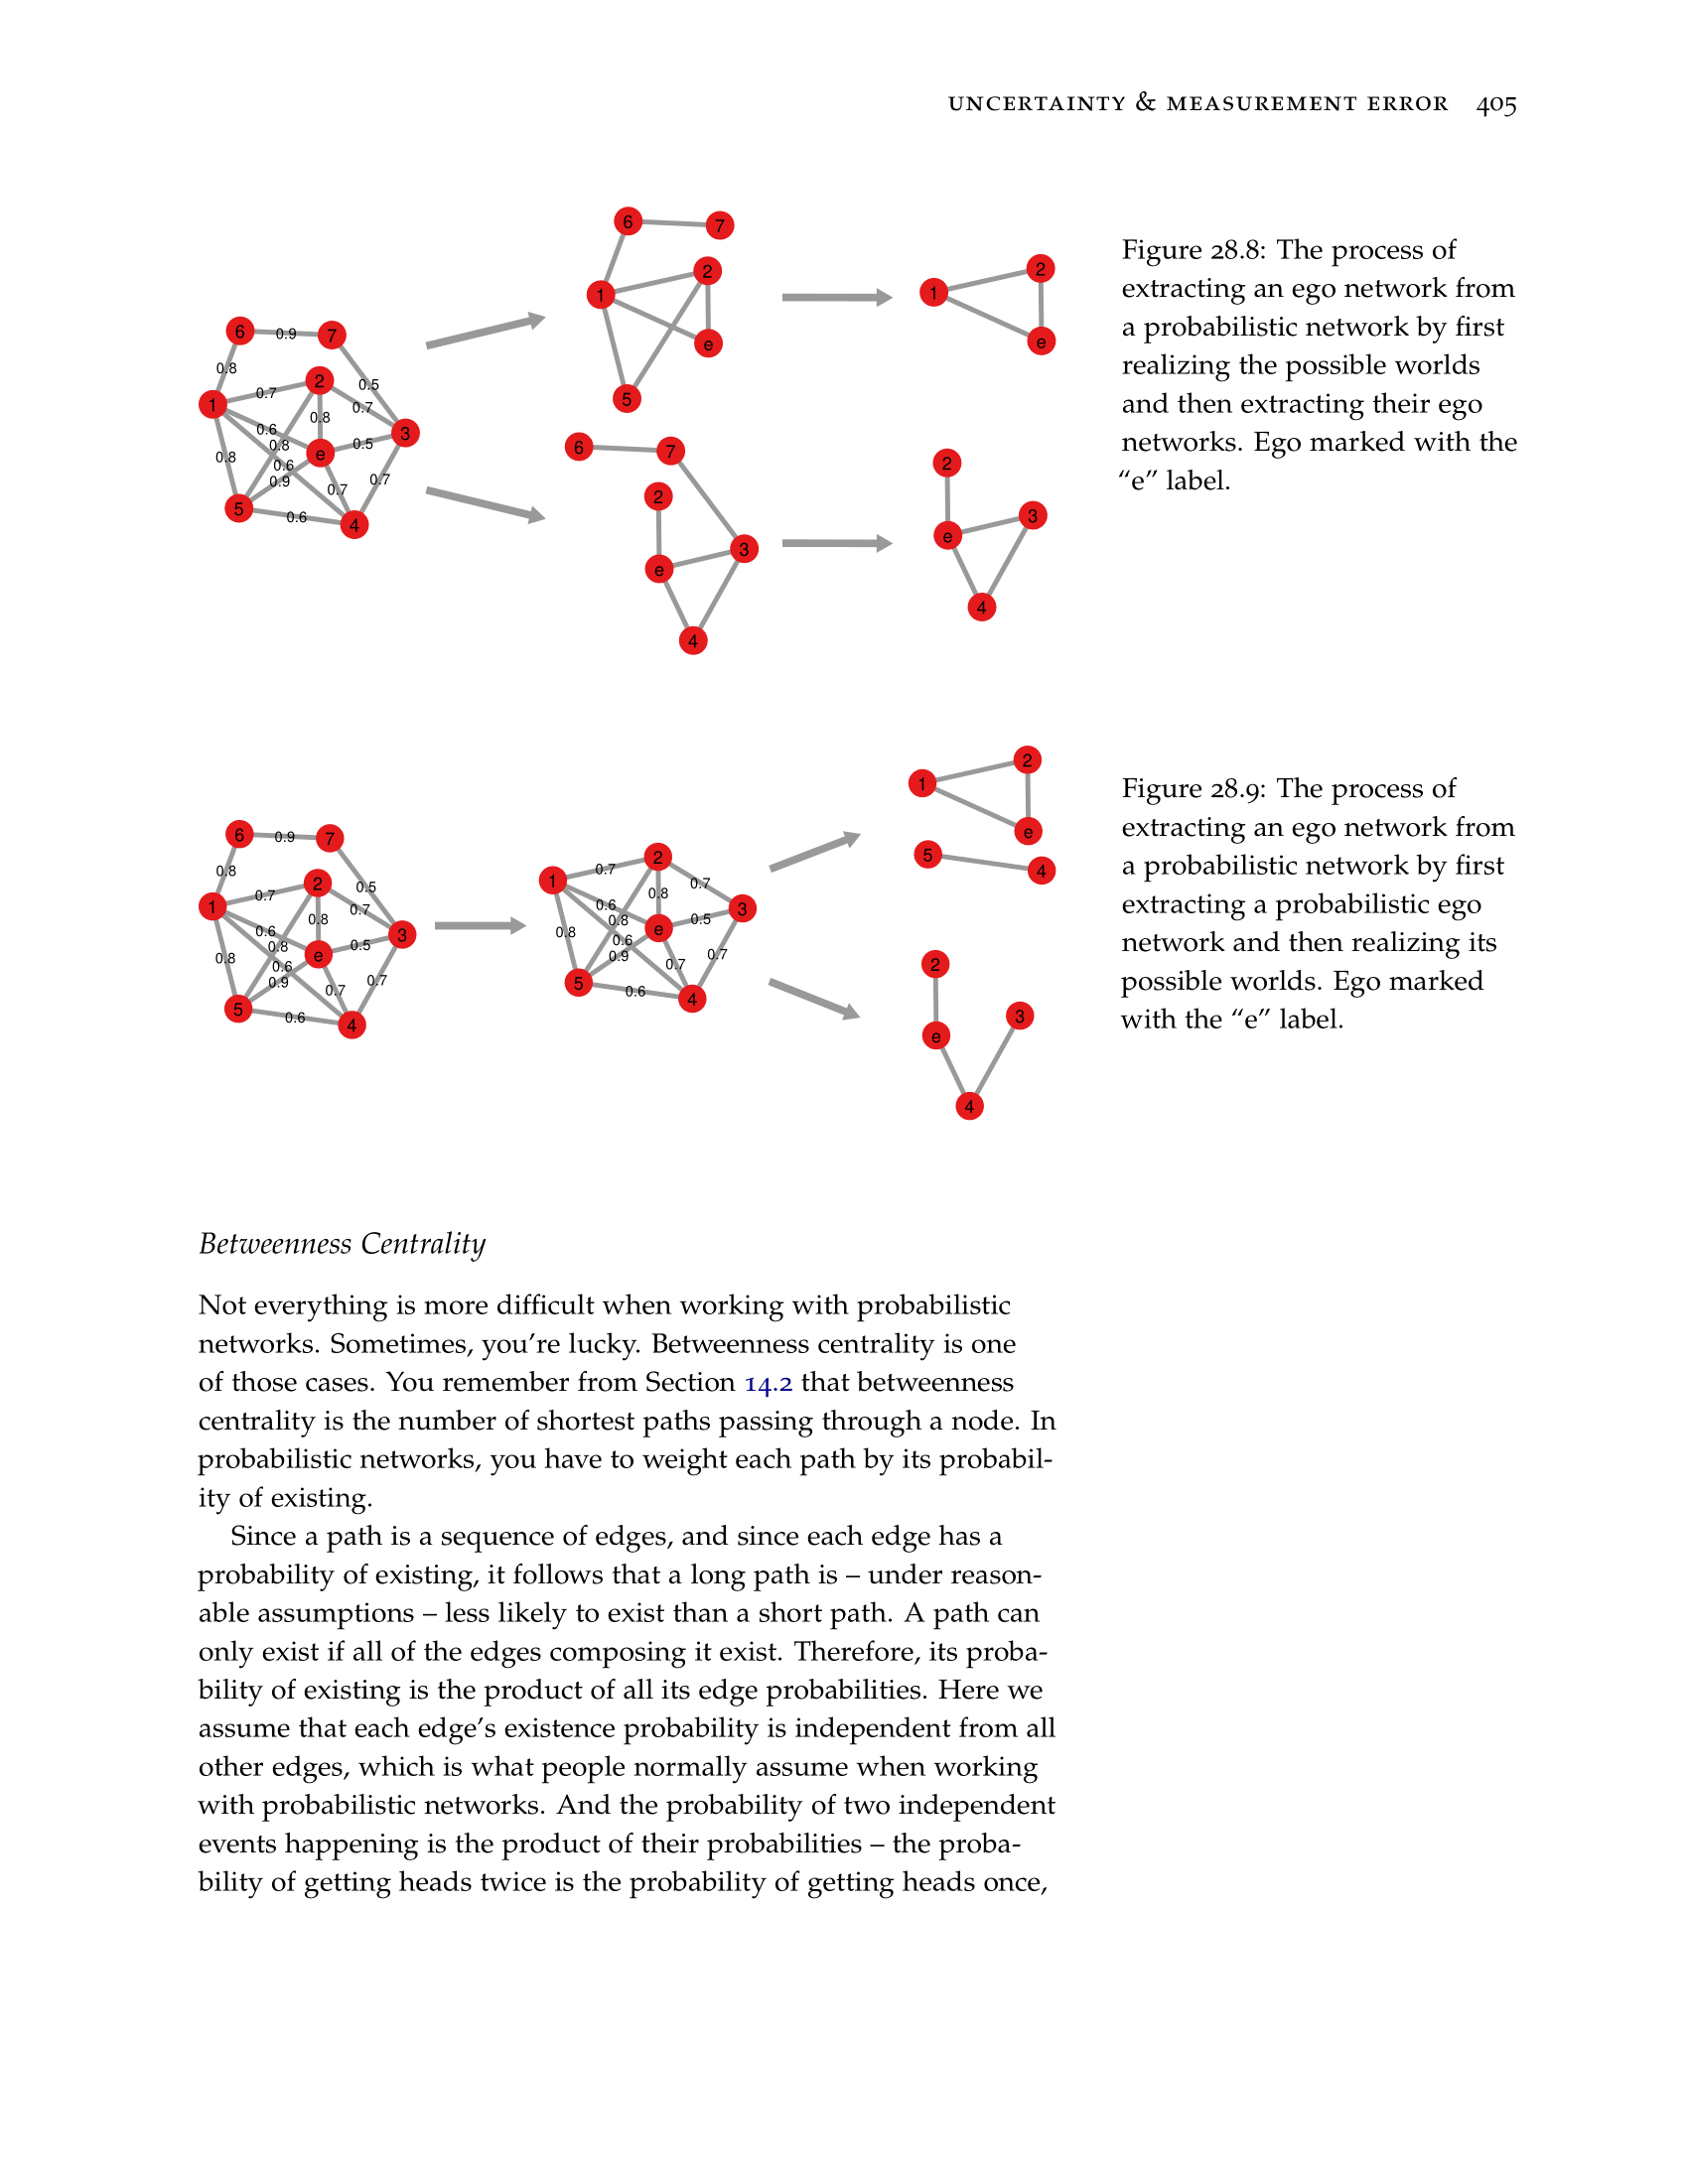 UNCERTAINTY & MEASUREMENT ERROR 405
6
7
2
1
e
5
6
0.9
7
0.8
2
0.5
0.7
0.7
1
0.8
3
0.6
0.5
0.8
e
0.8
0.6
0.9
0.7
0.7
5
0.6
4
6
7
2
3
e
4
2
1
e
2
3
e
4
Figure 28.8: The process of
extracting an ego network from
a probabilistic network by first
realizing the possible worlds
and then extracting their ego
networks. Ego marked with the
“e” label.
6
0.9
7
0.8
2
0.5
0.7
0.7
1
0.8
3
0.6
0.5
0.8
e
0.8
0.6
0.9
0.7
0.7
5
0.6
4
2
0.7
1
0.7
0.8
0.6
3
0.8
0.5
0.8
e
0.6
0.9
0.7
0.7
5
0.6
4
2
1
e
5
4
2
3
e
4
Figure 28.9: The process of
extracting an ego network from
a probabilistic network by first
extracting a probabilistic ego
network and then realizing its
possible worlds. Ego marked
with the “e” label.
Betweenness Centrality
Not everything is more difficult when working with probabilistic
networks. Sometimes, you’re lucky. Betweenness centrality is one
of those cases. You remember from Section 14.2 that betweenness
centrality is the number of shortest paths passing through a node. In
probabilistic networks, you have to weight each path by its probabil-
ity of existing.
Since a path is a sequence of edges, and since each edge has a
probability of existing, it follows that a long path is – under reason-
able assumptions – less likely to exist than a short path. A path can
only exist if all of the edges composing it exist. Therefore, its proba-
bility of existing is the product of all its edge probabilities. Here we
assume that each edge’s existence probability is independent from all
other edges, which is what people normally assume when working
with probabilistic networks. And the probability of two independent
events happening is the product of their probabilities – the proba-
bility of getting heads twice is the probability of getting heads once,